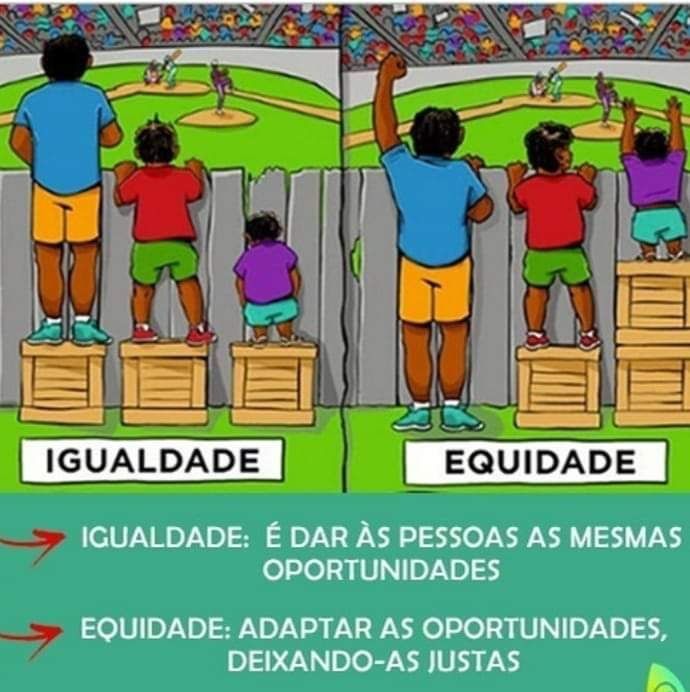 IGUALDADE
EQUIDADE
IGUALDADE: É DAR ÀS PESSOAS AS MESMAS
OPORTUNIDADES
EQUIDADE: ADAPTAR AS OPORTUNIDADES,
DEIXANDO-AS JUSTAS